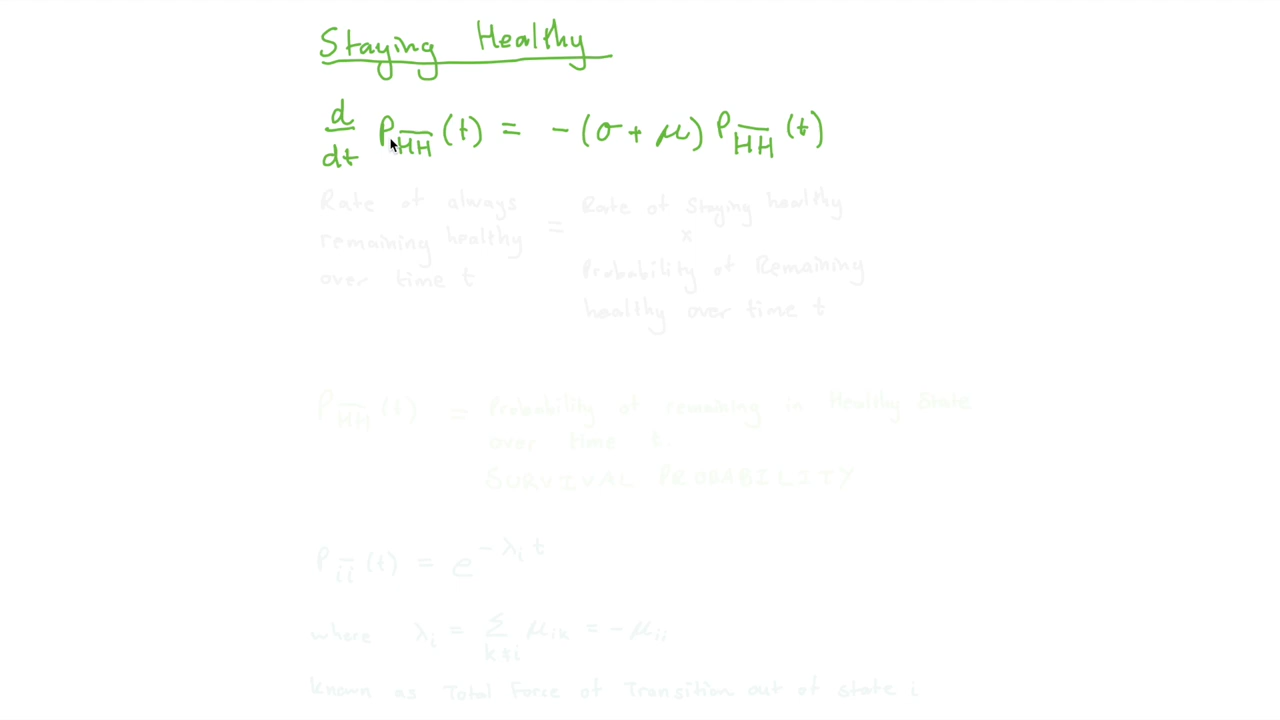 Staying Healthy
d/dt P_{\overline{HH}}(t) = -(σ + μ) P_{\overline{HH}}(t)
Rate of always remaining healthy over time t = Rate of staying healthy × Probability of Remaining healthy over time t
P_{\overline{HH}}(t) = Probability of remaining in Healthy State
over time t.
SURVIVAL PROBABILITY
P_{\overline{ii}}(t) = e^{-λ_i t}
where λ_i = Σ_{k≠i} μ_{ik} = -μ_{ii}
known as Total Force of Transition out of state i